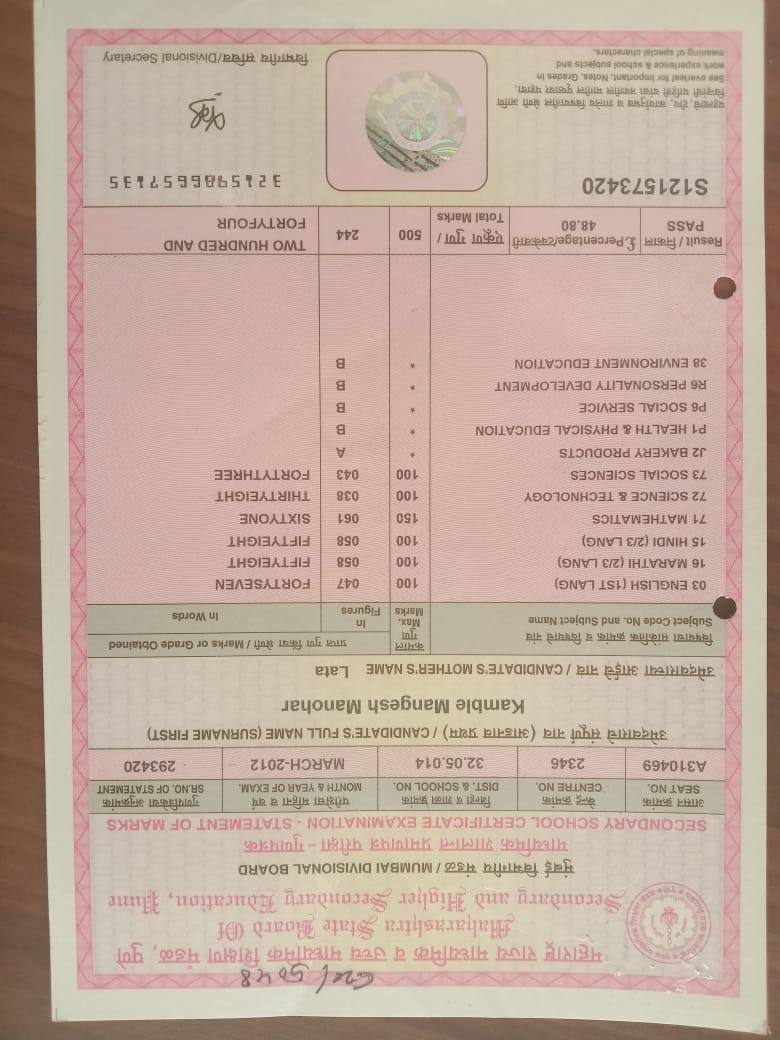 महाराष्ट्र राज्य माध्यमिक व उच्च माध्यमिक शिक्षण मंडळ, पुणे
Maharashtra State Board Of
Secondary and Higher Secondary Education, Pune
मुंबई विभागीय मंडळ / MUMBAI DIVISIONAL BOARD
माध्यमिक शालान्त प्रमाणपत्र परीक्षा - गुणपत्रक
SECONDARY SCHOOL CERTIFICATE EXAMINATION - STATEMENT OF MARKS
आसन क्रमांक केंद्र क्रमांक जिल्हा व शाळा क्रमांक परीक्षेचा महिना व वर्ष गुणपत्रिकेचा अनुक्रमांक
SEAT NO. CENTRE NO. DIST. & SCHOOL NO. MONTH & YEAR OF EXAM. SR.NO. OF STATEMENT
A310469 2346 32.05.014 MARCH-2012 293420
उमेदवाराचे संपूर्ण नाव (आडनाव प्रथम) / CANDIDATE'S FULL NAME (SURNAME FIRST)
Kamble Mangesh Manohar
उमेदवाराच्या आईचे नाव / CANDIDATE'S MOTHER'S NAME Lata
विषयाचा सांकेतिक क्रमांक व विषयाचे नाव कमाल गुण प्राप्त गुण किंवा श्रेणी / Marks or Grade Obtained
Subject Code No. and Subject Name Max. Marks In Figures In Words
03 ENGLISH (1ST LANG) 100 047 FORTYSEVEN
16 MARATHI (2/3 LANG) 100 058 FIFTYEIGHT
15 HINDI (2/3 LANG) 100 058 FIFTYEIGHT
71 MATHEMATICS 150 061 SIXTYONE
72 SCIENCE & TECHNOLOGY 100 038 THIRTYEIGHT
73 SOCIAL SCIENCES 100 043 FORTYTHREE
J2 BAKERY PRODUCTS * A
P1 HEALTH & PHYSICAL EDUCATION * B
P6 SOCIAL SERVICE * B
R6 PERSONALITY DEVELOPMENT * B
38 ENVIRONMENT EDUCATION * B
Result / निकाल £.Percentage/टक्केवारी एकूण गुण / Total Marks 500 244 TWO HUNDRED AND FORTYFOUR
PASS 48.80
S121573420 3215986657135
See overleaf for Important, Notes, Grades in
work experience & school subjects and
meaning of special characters.
विभागीय सचिव/Divisional Secretary